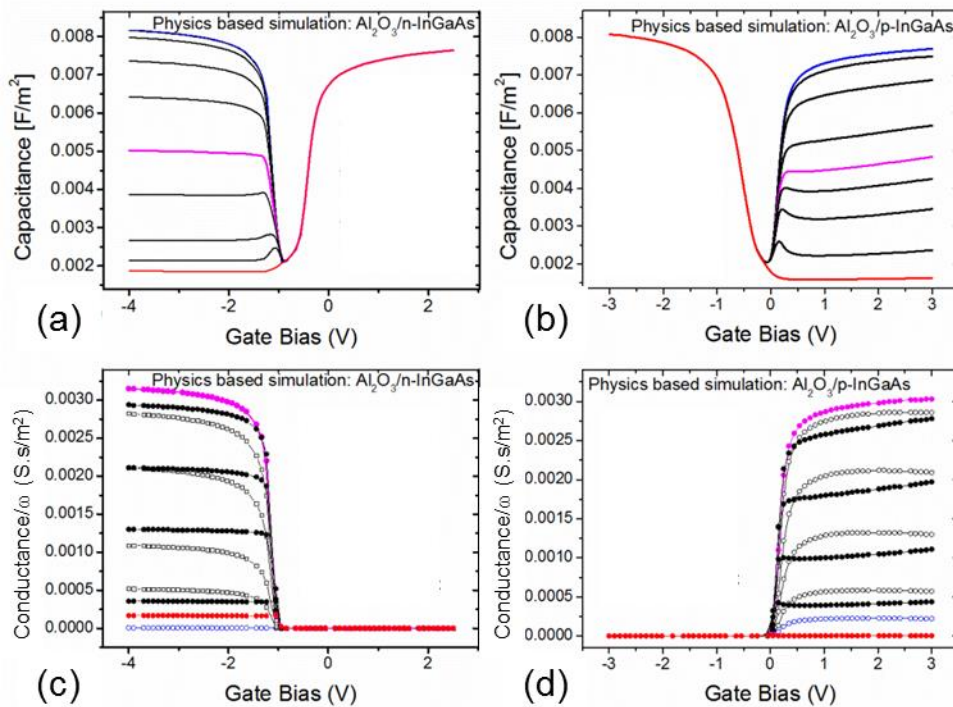 Physics based simulation: Al₂O₃/n-InGaAs
Capacitance [F/m²]
0.008
0.007
0.006
0.005
0.004
0.003
0.002
-4 -2 0 2
Gate Bias (V)
(a)
Physics based simulation: Al₂O₃/p-InGaAs
Capacitance [F/m²]
0.008
0.007
0.006
0.005
0.004
0.003
0.002
-3 -2 -1 0 1 2 3
Gate Bias (V)
(b)
Physics based simulation: Al₂O₃/n-InGaAs
Conductance/ω (S.s/m²)
0.0030
0.0025
0.0020
0.0015
0.0010
0.0005
0.0000
-4 -2 0 2
Gate Bias (V)
(c)
Physics based simulation: Al₂O₃/p-InGaAs
Conductance/ω (S.s/m²)
0.0030
0.0025
0.0020
0.0015
0.0010
0.0005
0.0000
-3 -2 -1 0 1 2 3
Gate Bias (V)
(d)